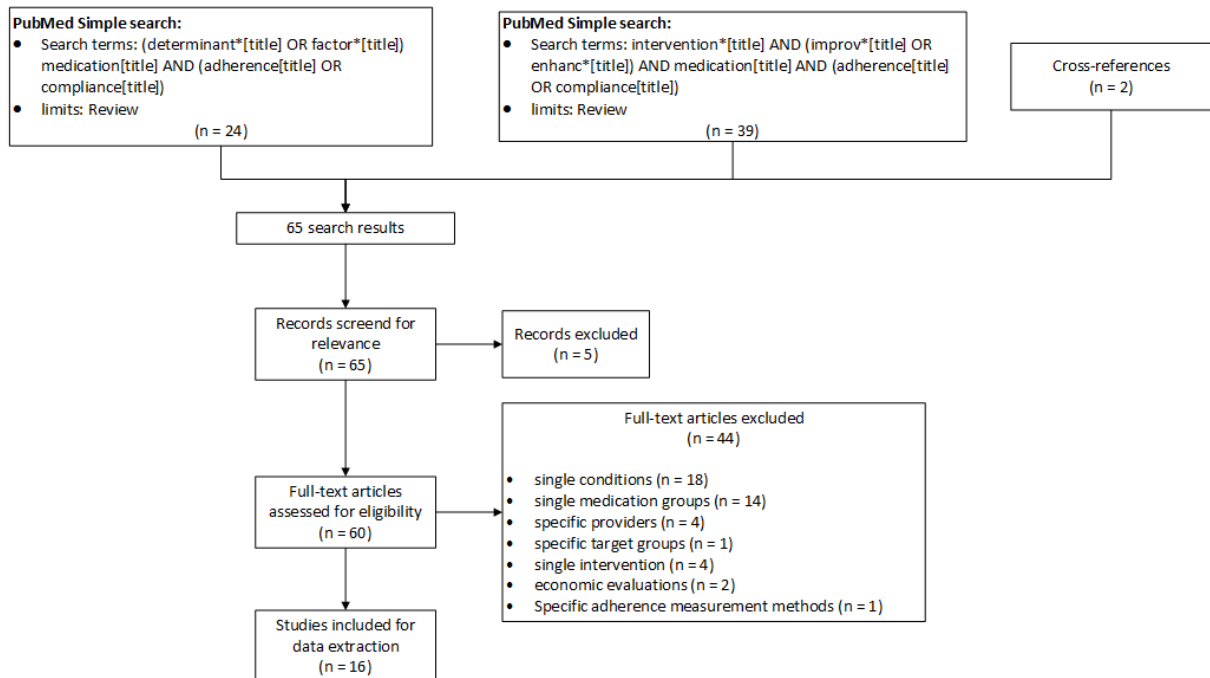 PubMed Simple search:
• Search terms: (determinant*[title] OR factor*[title])
medication[title] AND (adherence[title] OR
compliance[title])
• limits: Review
(n = 24)
PubMed Simple search:
• Search terms: intervention*[title] AND (improv*[title] OR
enhanc*[title]) AND medication[title] AND (adherence[title]
OR compliance[title])
• limits: Review
(n = 39)
Cross-references
(n = 2)
65 search results
Records screend for
relevance
(n = 65)
Records excluded
(n = 5)
Full-text articles
assessed for eligibility
(n = 60)
Full-text articles excluded
(n = 44)
• single conditions (n = 18)
• single medication groups (n = 14)
• specific providers (n = 4)
• specific target groups (n = 1)
• single intervention (n = 4)
• economic evaluations (n = 2)
• Specific adherence measurement methods (n = 1)
Studies included for
data extraction
(n = 16)